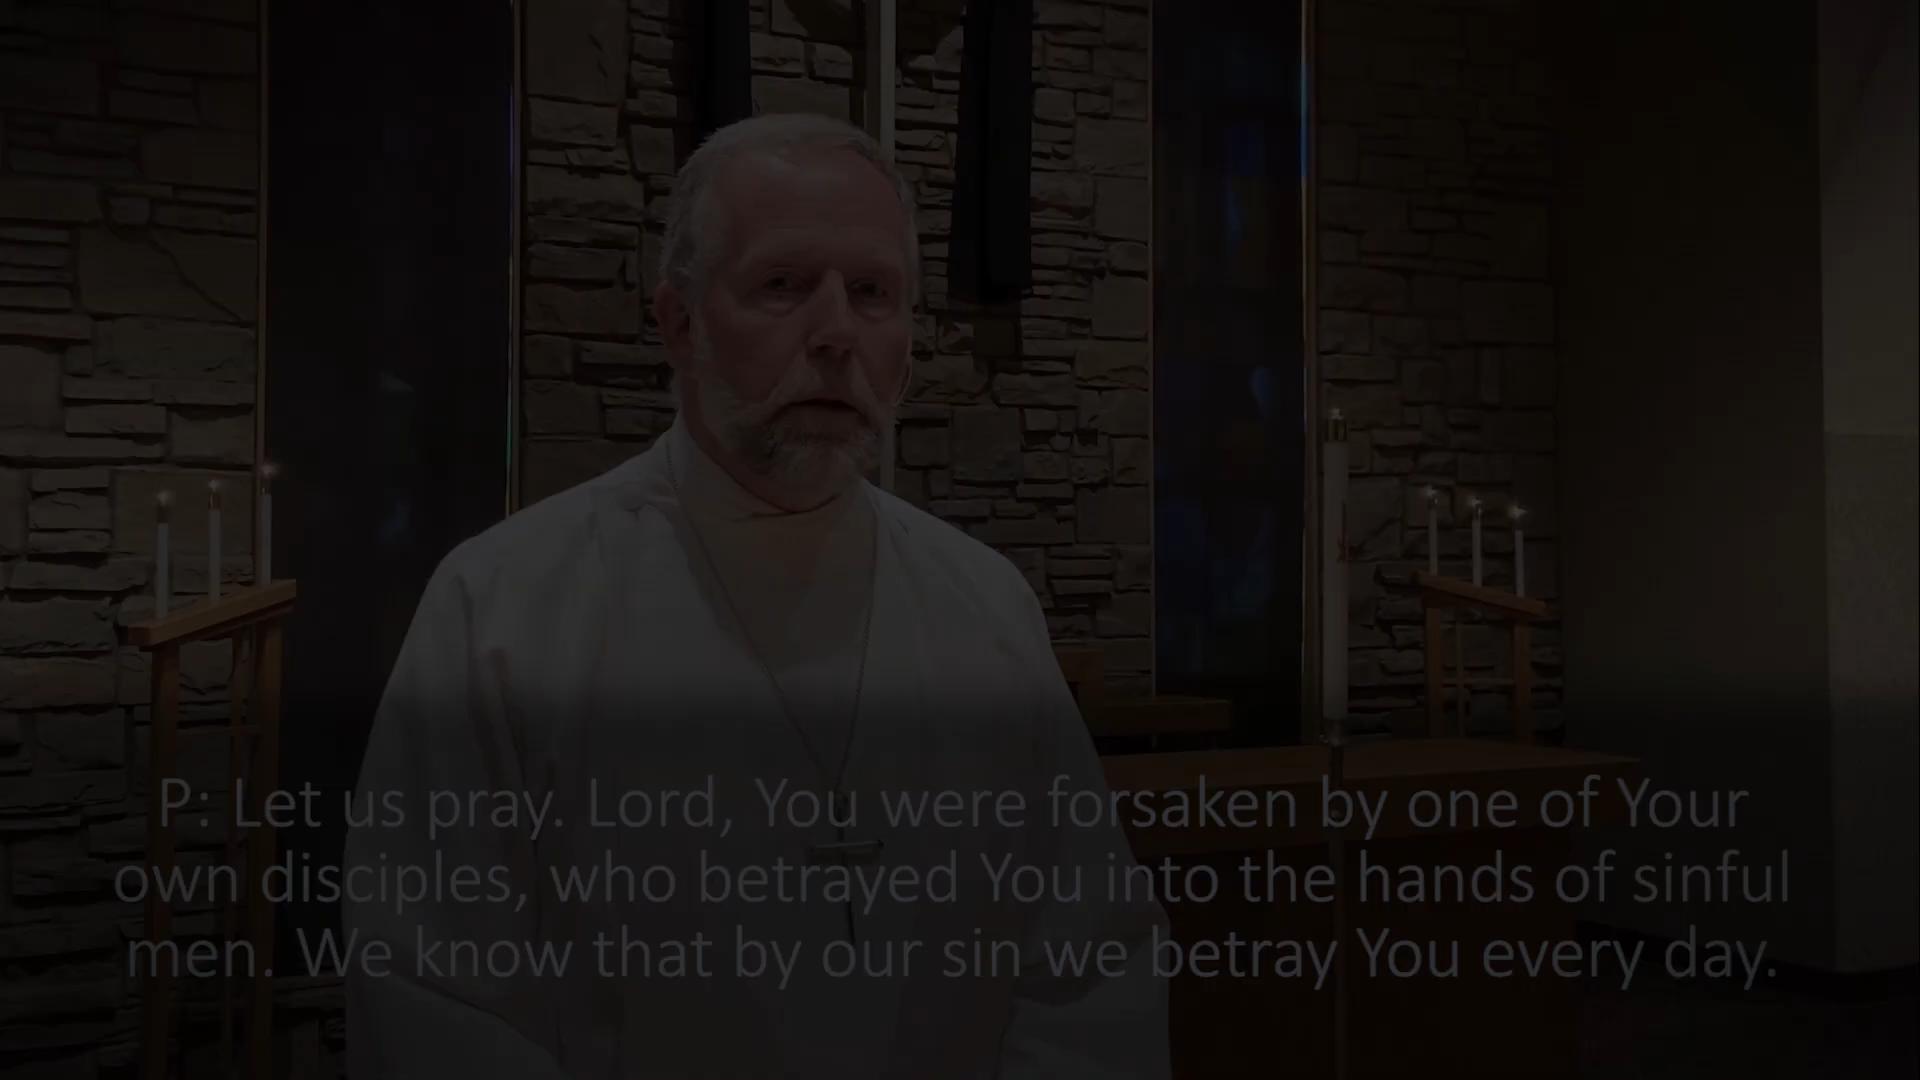 P: Let us pray. Lord, You were forsaken by one of Your
own disciples, who betrayed You into the hands of sinful
men. We know that by our sin we betray You every day.